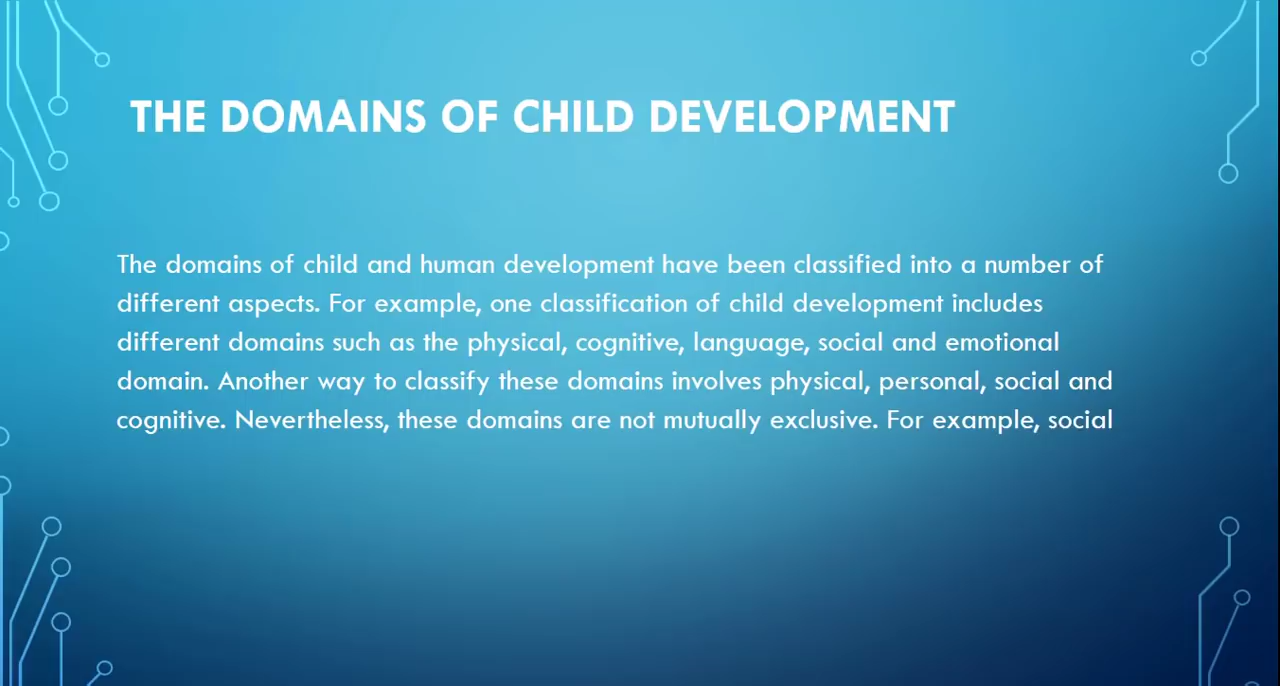 THE DOMAINS OF CHILD DEVELOPMENT
The domains of child and human development have been classified into a number of
different aspects. For example, one classification of child development includes
different domains such as the physical, cognitive, language, social and emotional
domain. Another way to classify these domains involves physical, personal, social and
cognitive. Nevertheless, these domains are not mutually exclusive. For example, social